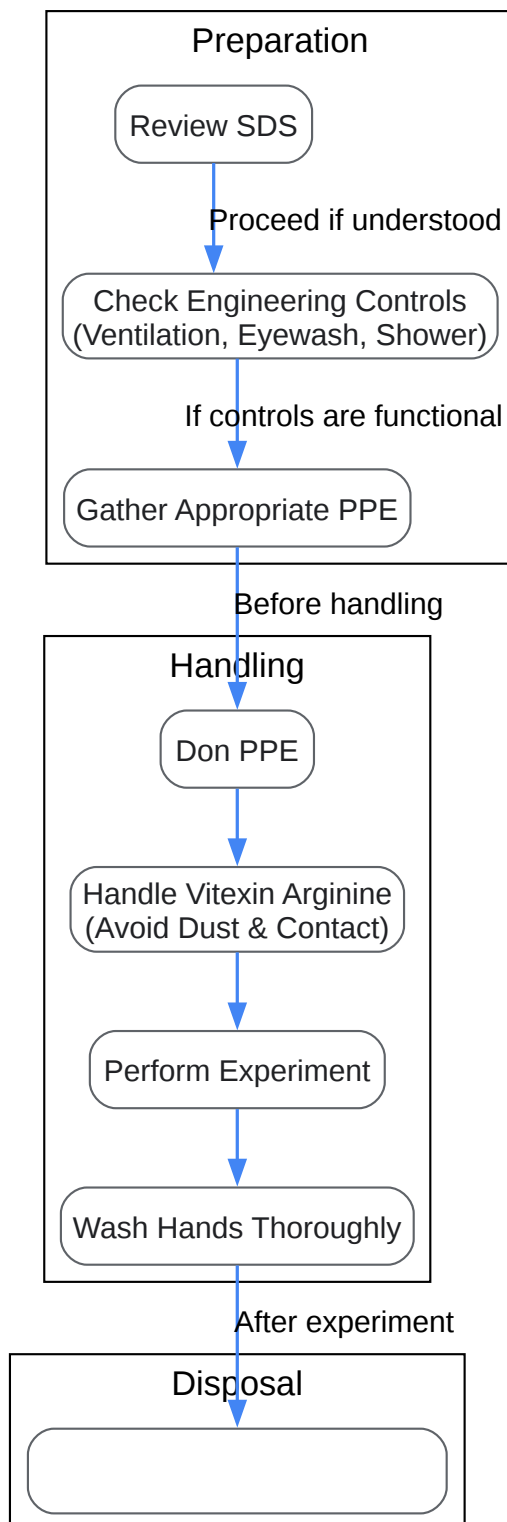 Preparation
Review SDS
Proceed if understood
Check Engineering Controls
(Ventilation, Eyewash, Shower)
If controls are functional
Gather Appropriate PPE
Before handling
Handling
Don PPE
Handle Vitexin Arginine
(Avoid Dust & Contact)
Perform Experiment
Wash Hands Thoroughly
After experiment
Disposal